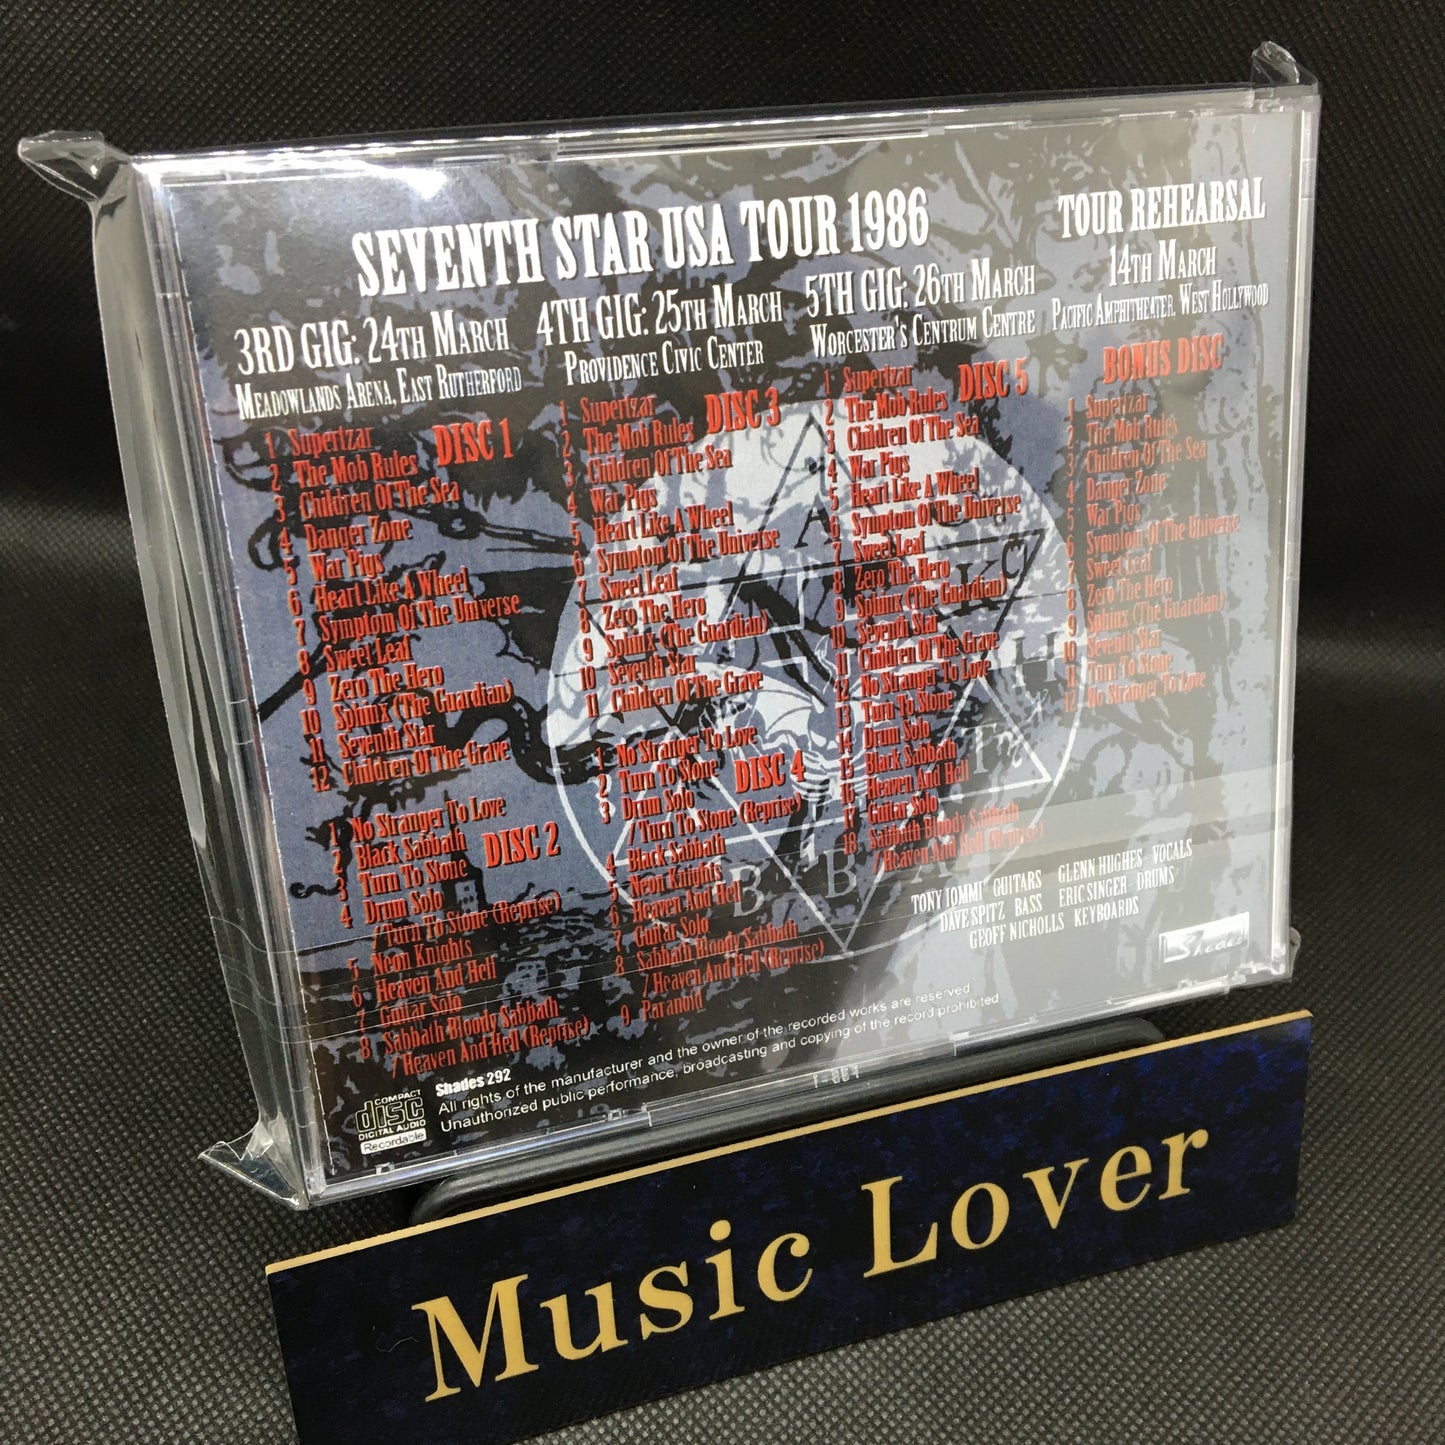 SEVENTH STAR USA TOUR 1986
3RD GIG: 24TH MARCH
MEADOWLANDS ARENA, EAST RUTHERFORD
DISC 1
1 Supertzar
2 The Mob Rules
3 Children Of The Sea
4 Danger Zone
5 War Pigs
6 Heart Like A Wheel
7 Symptom Of The Universe
8 Sweet Leaf
9 Zero The Hero
10 Sphinx (The Guardian)
11 Seventh Star
12 Children Of The Grave
DISC 2
1 No Stranger To Love
2 Black Sabbath
3 Turn To Stone
4 Drum Solo
/ Turn To Stone (Reprise)
5 Neon Knights
6 Heaven And Hell
7 Guitar Solo
8 Sabbath Bloody Sabbath
/ Heaven And Hell (Reprise)
4TH GIG: 25TH MARCH
PROVIDENCE CIVIC CENTER
DISC 3
1 Supertzar
2 The Mob Rules
3 Children Of The Sea
4 War Pigs
5 Heart Like A Wheel
6 Symptom Of The Universe
7 Sweet Leaf
8 Zero The Hero
9 Sphinx (The Guardian)
10 Seventh Star
11 Children Of The Grave
DISC 4
1 No Stranger To Love
2 Turn To Stone
3 Drum Solo
/ Turn To Stone (Reprise)
4 Black Sabbath
5 Neon Knights
6 Heaven And Hell
7 Guitar Solo
8 Sabbath Bloody Sabbath
/ Heaven And Hell (Reprise)
9 Paranoid
5TH GIG: 26TH MARCH
WORCESTER'S CENTRUM CENTRE
DISC 5
1 Supertzar
2 The Mob Rules
3 Children Of The Sea
4 War Pigs
5 Heart Like A Wheel
6 Symptom Of The Universe
7 Sweet Leaf
8 Zero The Hero
9 Sphinx (The Guardian)
10 Seventh Star
11 Children Of The Grave
12 No Stranger To Love
13 Turn To Stone
14 Drum Solo
15 Black Sabbath
16 Heaven And Hell
17 Guitar Solo
18 Sabbath Bloody Sabbath
/ Heaven And Hell (Reprise)
TOUR REHEARSAL
14TH MARCH
PACIFIC AMPHITHEATER, WEST HOLLYWOOD
BONUS DISC
1 Supertzar
2 The Mob Rules
3 Children Of The Sea
4 Danger Zone
5 War Pigs
6 Symptom Of The Universe
7 Sweet Leaf
8 Zero The Hero
9 Sphinx (The Guardian)
10 Seventh Star
11 Turn To Stone
12 No Stranger To Love
GLENN HUGHES - VOCALS
TONY IOMMI GUITARS ERIC SINGER - DRUMS
DAVE SPITZ BASS
GEOFF NICHOLLS KEYBOARDS
Shades
COMPACT
disc
DIGITAL AUDIO
Recordable
Shades 292
All rights of the manufacturer and the owner of the recorded works are reserved
Unauthorized public performance, broadcasting and copying of the record prohibited
Music Lover